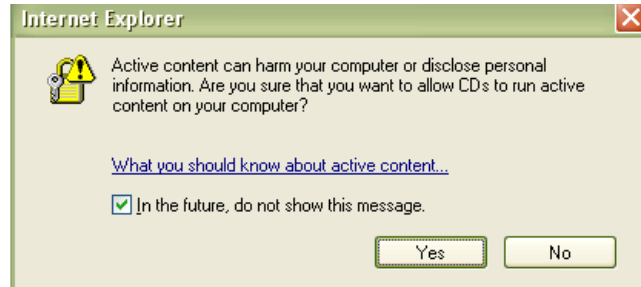 Internet Explorer
Active content can harm your computer or disclose personal
information. Are you sure that you want to allow CDs to run active
content on your computer?
What you should know about active content...
In the future, do not show this message.
Yes
No